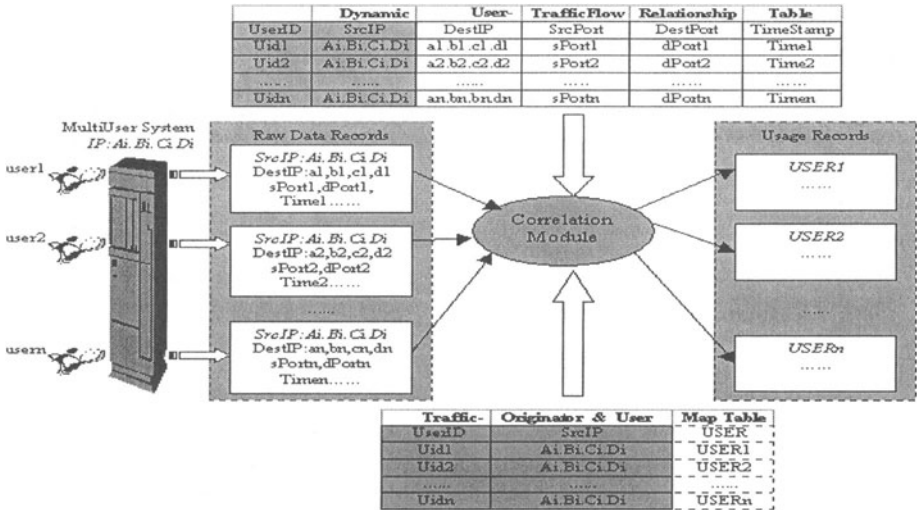 Dynamic User- TrafficFlow Relationship Table
UserID SrcIP DestIP SrcPort DestPort TimeStamp
Uid1 Ai.Bi.Ci.Di a1.b1.c1.d1 sPort1 dPort1 Time1
Uid2 Ai.Bi.Ci.Di a2.b2.c2.d2 sPort2 dPort2 Time2
...... ...... ...... ..... ...... ......
Uidn Ai.Bi.Ci.Di an.bn.bn.dn sPortn dPortn Timen
MultiUser System
IP:Ai.Bi.Ci.Di
user1
user2
usern
Raw Data Records
SrcIP:Ai.Bi.Ci.Di
DestIP:a1,b1,c1,d1
sPort1,dPort1,
Time1......
SrcIP:Ai.Bi.Ci.Di
DestIP:a2,b2,c2,d2
sPort2,dPort2
Time2......
......
SrcIP:Ai.Bi.Ci.Di
DestIP:an,bn,cn,dn
sPortn,dPortn
Timen......
Correlation
Module
Usage Records
USER1
......
USER2
......
......
USERn
......
Traffic- Originator & User Map Table
UserID SrcIP USER
Uid1 Ai.Bi.Ci.Di USER1
Uid2 Ai.Bi.Ci.Di USER2
...... ...... ......
Uidn Ai.Bi.Ci.Di USERn